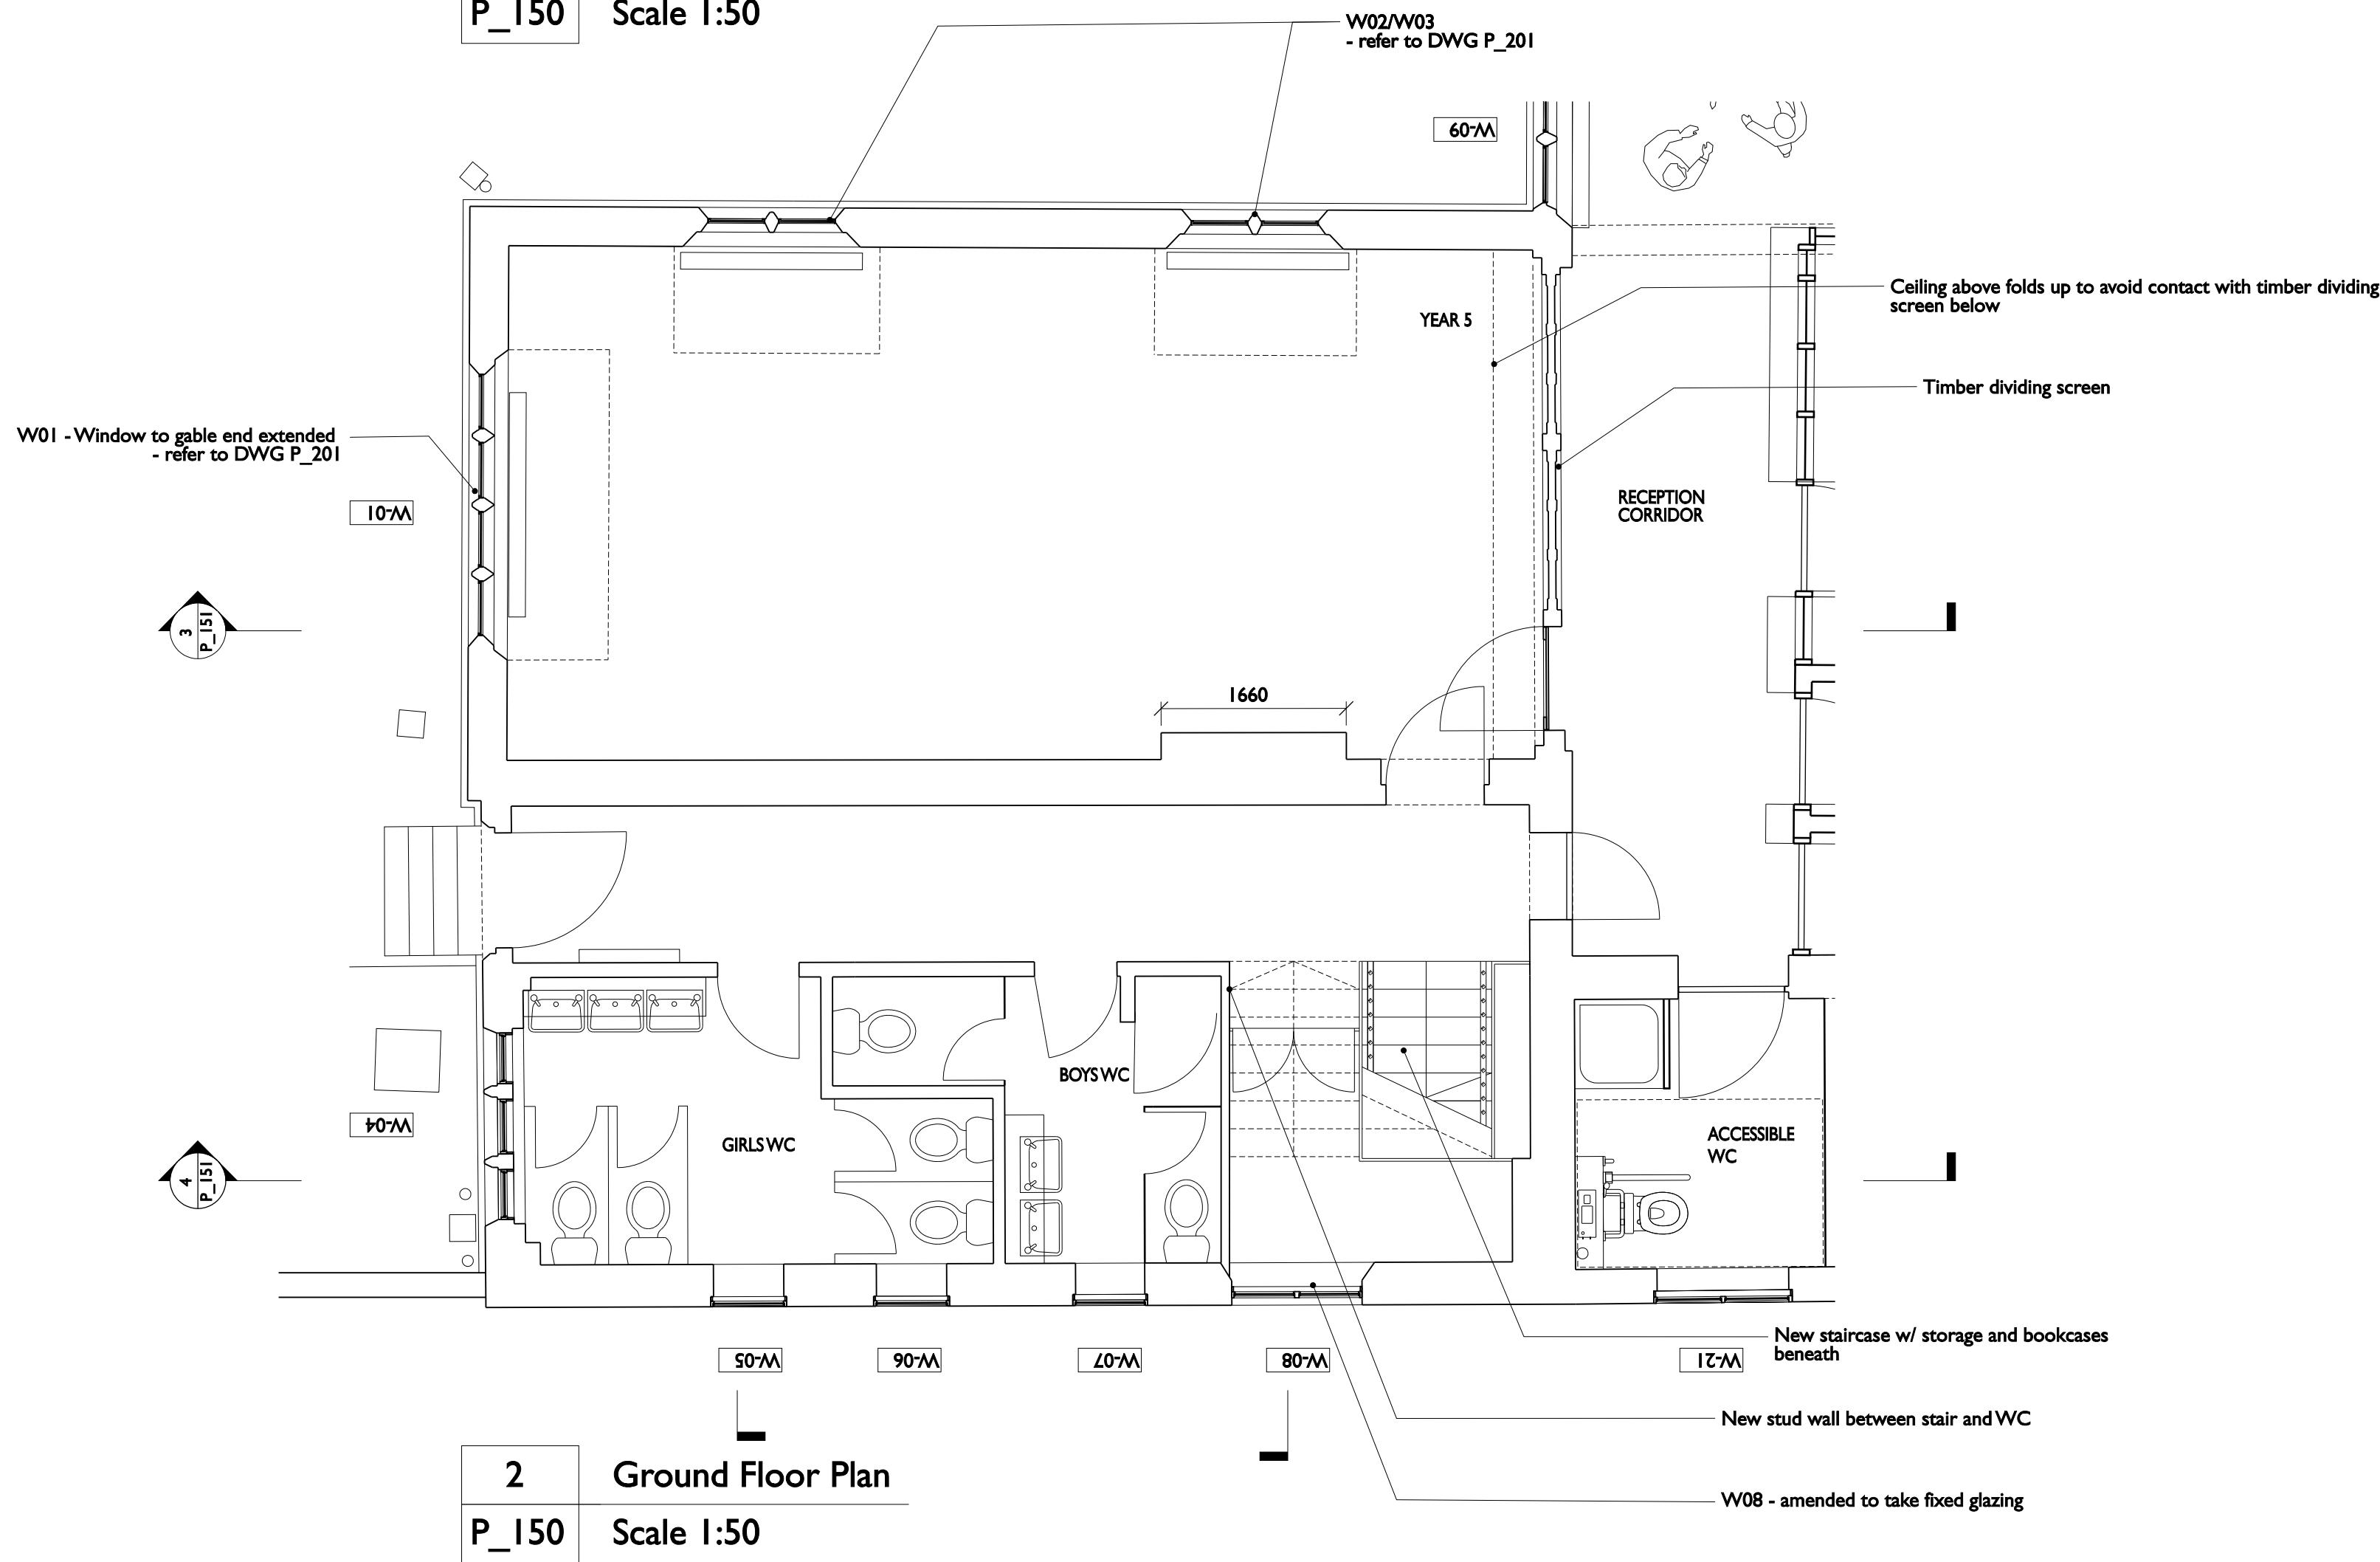 P_150
Scale 1:50
W02/W03
- refer to DWG P_201
W-09
Ceiling above folds up to avoid contact with timber dividing
screen below
YEAR 5
Timber dividing screen
W01 - Window to gable end extended
- refer to DWG P_201
RECEPTION
CORRIDOR
W-01
3
P_151
1660
BOYS WC
W-04
GIRLS WC
ACCESSIBLE
WC
4
P_151
New staircase w/ storage and bookcases
beneath
W-05
W-06
W-07
W-08
W-21
New stud wall between stair and WC
2
Ground Floor Plan
W08 - amended to take fixed glazing
P_150
Scale 1:50